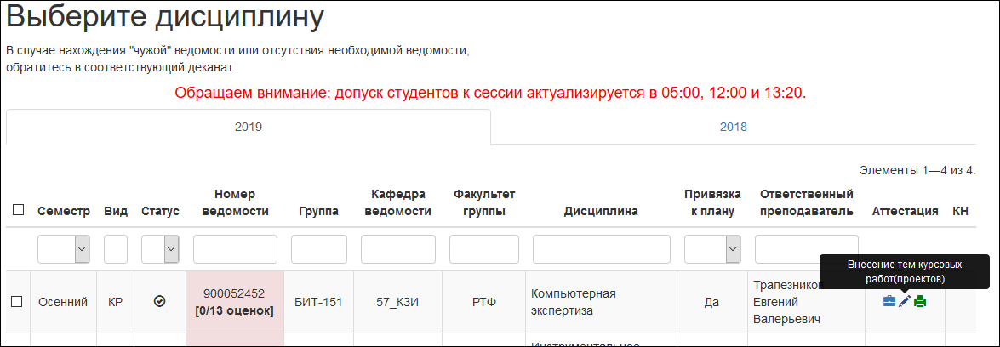 Выберите дисциплину
В случае нахождения "чужой" ведомости или отсутствия необходимой ведомости,
обратитесь в соответствующий деканат.
Обращаем внимание: допуск студентов к сессии актуализируется в 05:00, 12:00 и 13:20.
2019 2018
Элементы 1—4 из 4.
Семестр Вид Статус Номер ведомости Группа Кафедра ведомости Факультет группы Дисциплина Привязка к плану Ответственный преподаватель Аттестация КН
Внесение тем курсовых
работ(проектов)
Осенний КР 900052452 [0/13 оценок] БИТ-151 57_КЗИ РТФ Компьютерная экспертиза Да Трапезников Евгений Валерьевич